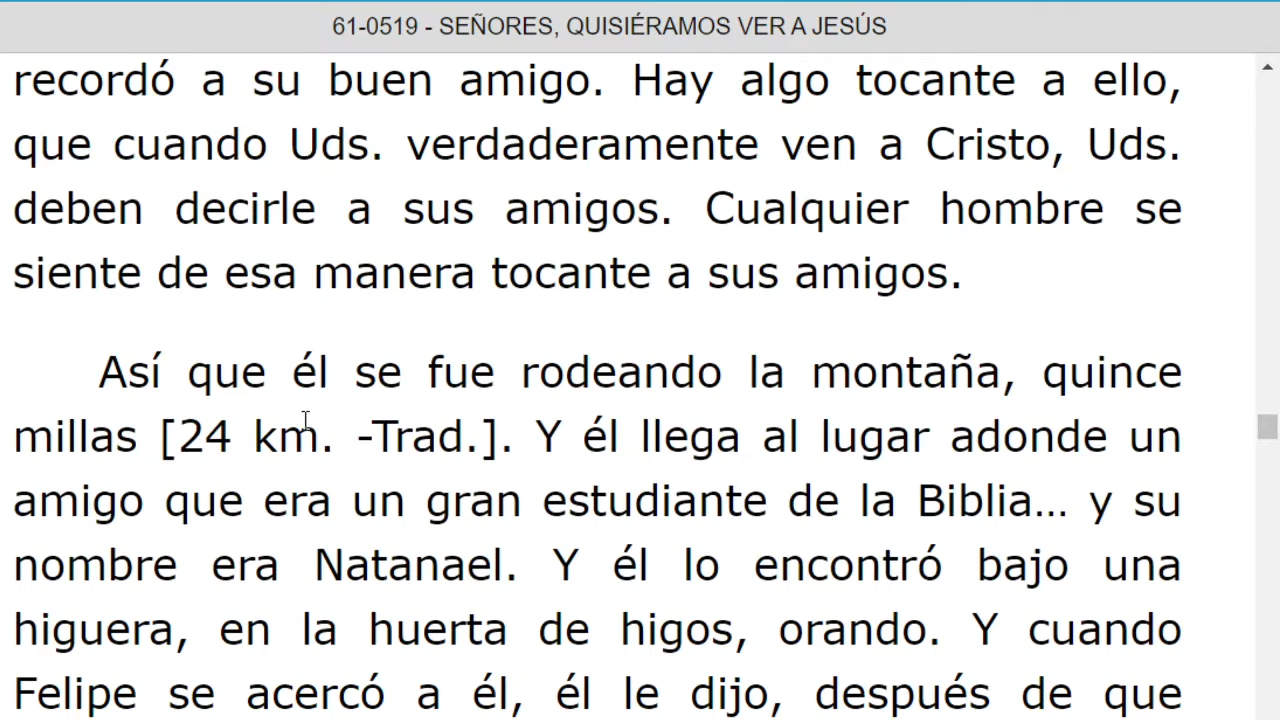 61-0519 - SEÑORES, QUISIÉRAMOS VER A JESÚS
recordó a su buen amigo. Hay algo tocante a ello,
que cuando Uds. verdaderamente ven a Cristo, Uds.
deben decirle a sus amigos. Cualquier hombre se
siente de esa manera tocante a sus amigos.
Así que él se fue rodeando la montaña, quince
millas [24 km. -Trad.]. Y él llega al lugar adonde un
amigo que era un gran estudiante de la Biblia… y su
nombre era Natanael. Y él lo encontró bajo una
higuera, en la huerta de higos, orando. Y cuando
Felipe se acercó a él, él le dijo, después de que